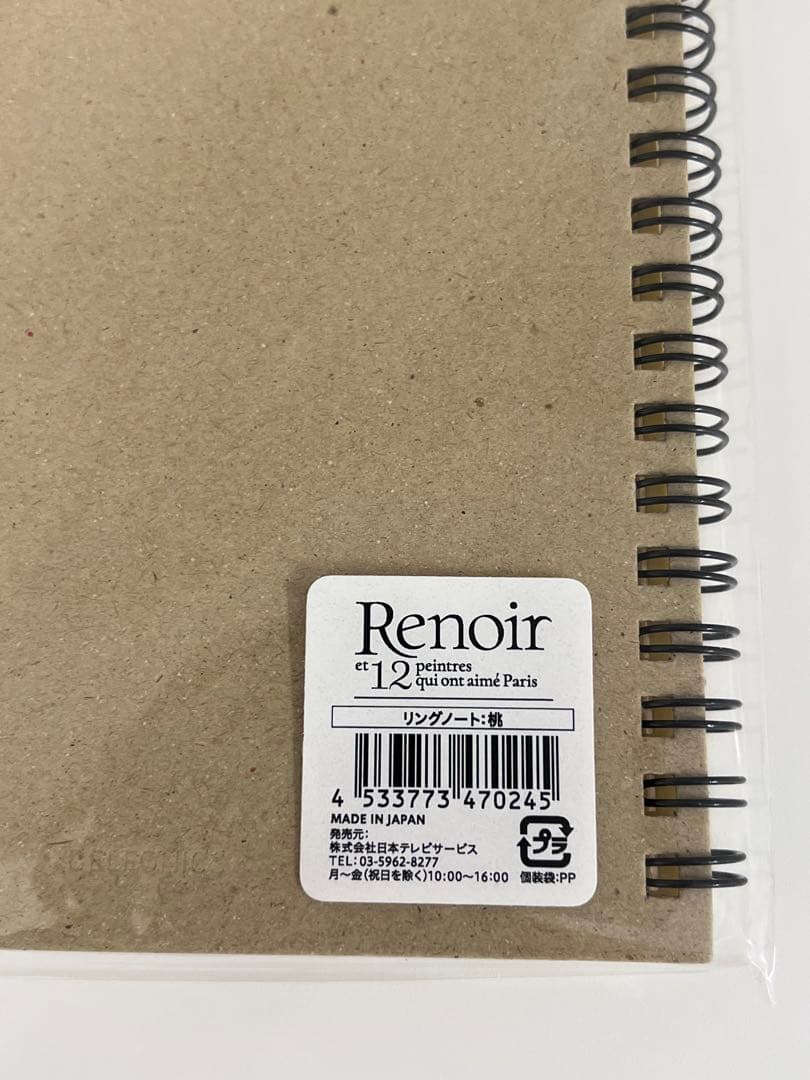 Renoir
et 12 peintres
qui ont aimé Paris
リングノート:桃
4 533773 470245
MADE IN JAPAN
発売元:
株式会社日本テレビサービス
TEL:03-5962-8277
月～金(祝日を除く)10:00～16:00
プラ
個装袋:PP